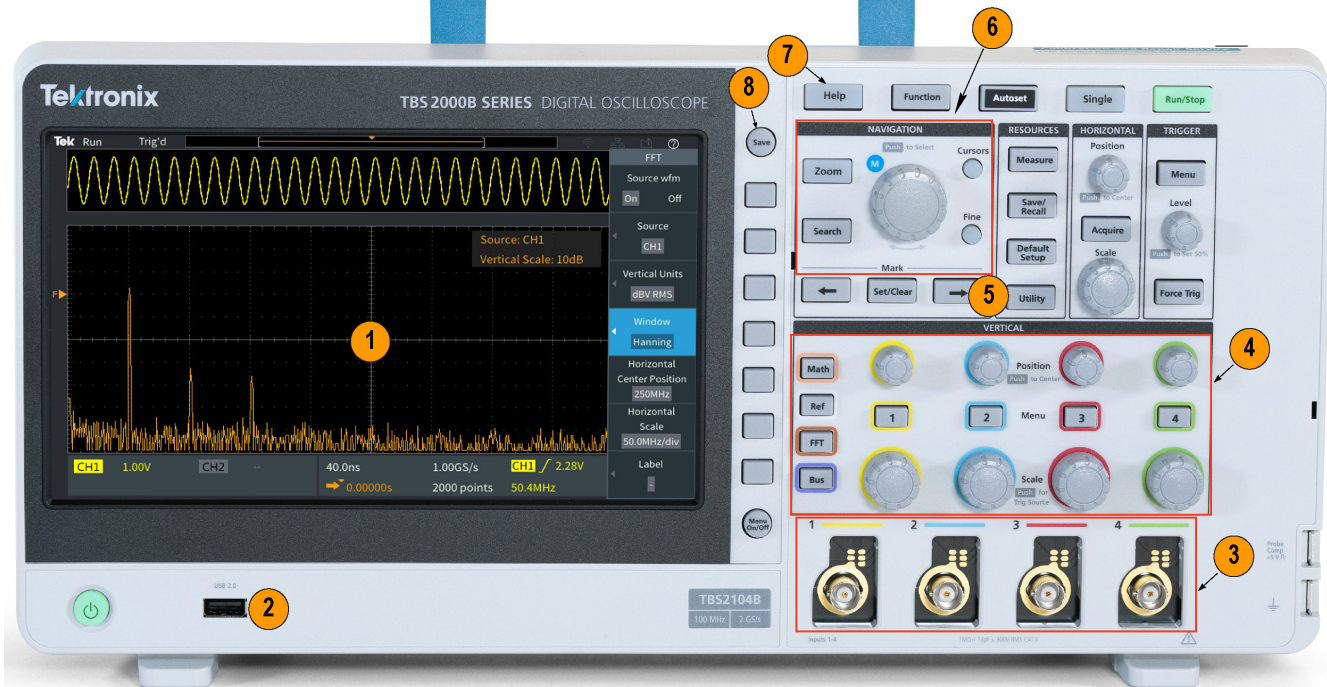 6
7
8
Tektronix
TBS 2000B SERIES DIGITAL OSCILLOSCOPE
Help
Function
Autoset
Single
Run/Stop
Save
Tek Run
Trig'd
FFT
Source wfm
On Off
Source
CH1
Vertical Units
dBV RMS
Window
Hanning
Horizontal
Center Position
250MHz
Horizontal
Scale
50.0MHz/div
Label
-
Source: CH1
Vertical Scale: 10dB
F
1
CH1 1.00V
CH2 --
40.0ns
1.00GS/s
CH1 2.28V
0.00000s
2000 points
50.4MHz
NAVIGATION
Push to Select
Cursors
M
Zoom
Fine
Search
Mark
Set/Clear
5
RESOURCES
Measure
Save/
Recall
Default
Setup
Utility
HORIZONTAL
Position
Push to Center
Acquire
Scale
TRIGGER
Menu
Level
Push to Set 50%
Force Trig
VERTICAL
4
Math
Ref
FFT
Bus
Position
Push to Center
1
2
Menu
3
4
Scale
Push for
Trig Source
Menu
On/Off
1
2
3
4
3
Probe
Comp
USB 2.0
2
TBS2104B
100 MHz 2 GS/s
Inputs 1-4